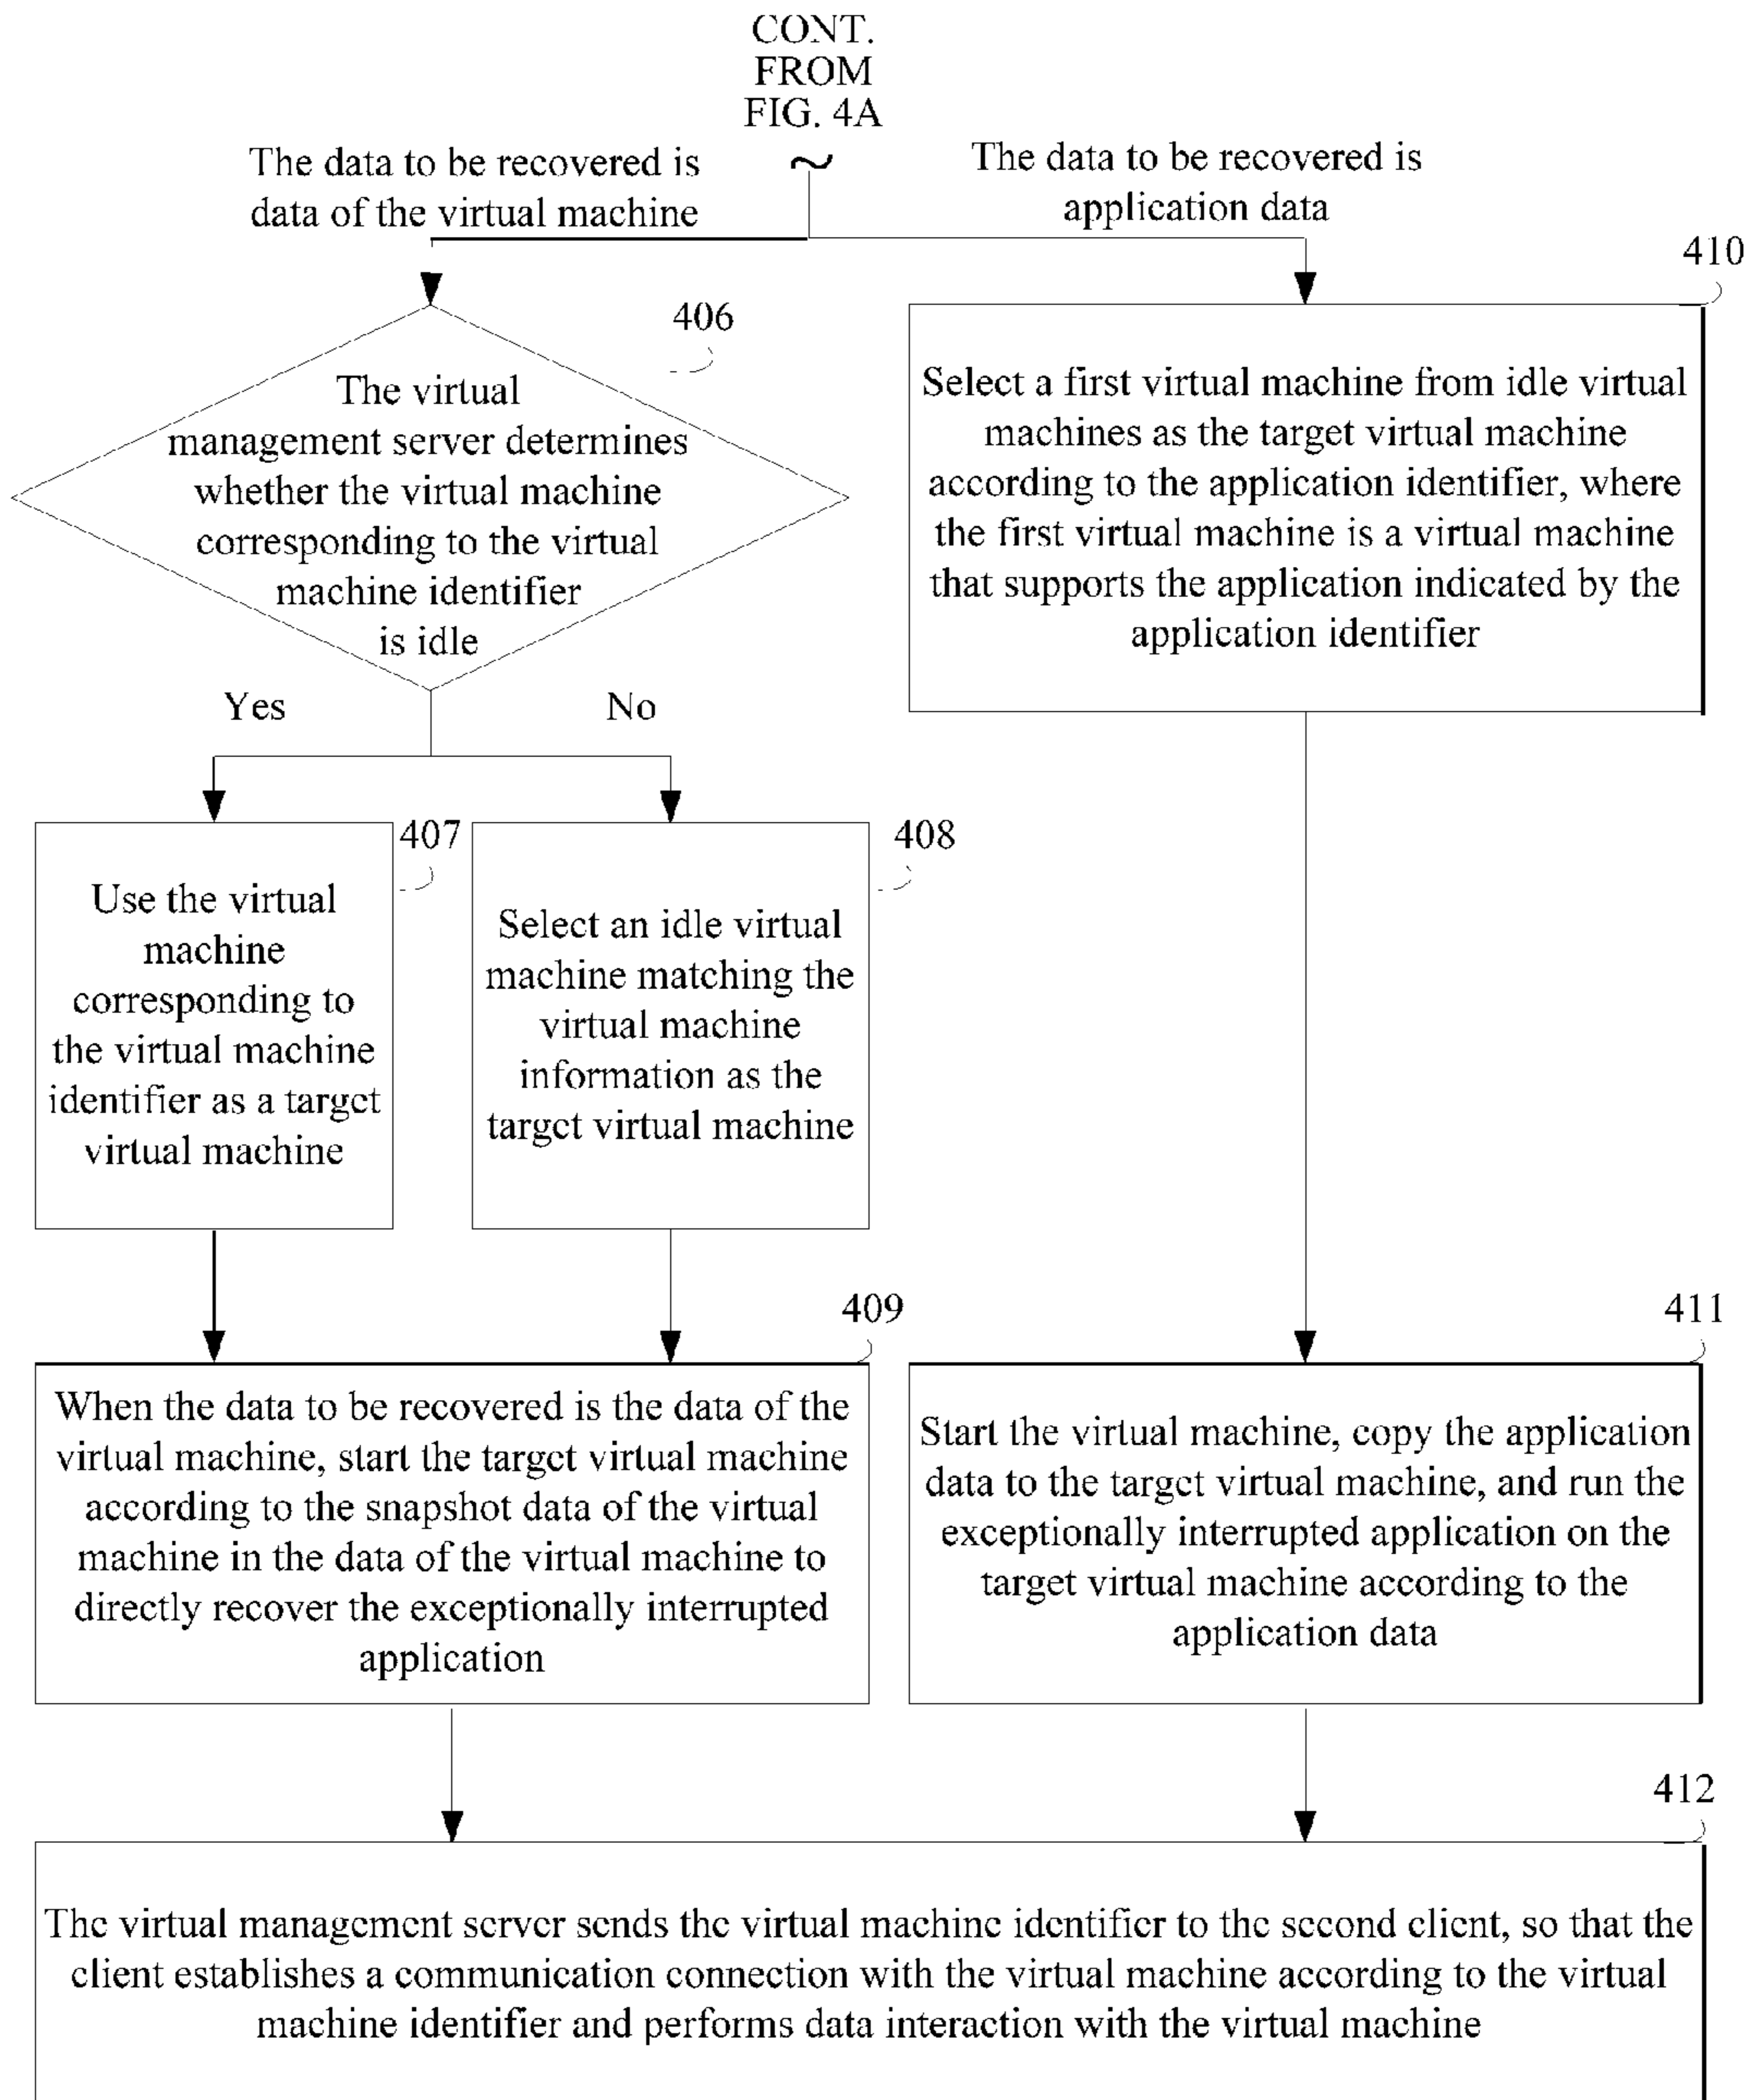 CONT.
FROM
FIG. 4A
The data to be recovered is
data of the virtual machine
The data to be recovered is
application data
406
The virtual
management server determines
whether the virtual machine
corresponding to the virtual
machine identifier
is idle
410
Select a first virtual machine from idle virtual
machines as the target virtual machine
according to the application identifier, where
the first virtual machine is a virtual machine
that supports the application indicated by the
application identifier
Yes
No
407
Use the virtual
machine
corresponding to
the virtual machine
identifier as a target
virtual machine
408
Select an idle virtual
machine matching the
virtual machine
information as the
target virtual machine
409
When the data to be recovered is the data of the
virtual machine, start the target virtual machine
according to the snapshot data of the virtual
machine in the data of the virtual machine to
directly recover the exceptionally interrupted
application
411
Start the virtual machine, copy the application
data to the target virtual machine, and run the
exceptionally interrupted application on the
target virtual machine according to the
application data
412
The virtual management server sends the virtual machine identifier to the second client, so that the
client establishes a communication connection with the virtual machine according to the virtual
machine identifier and performs data interaction with the virtual machine